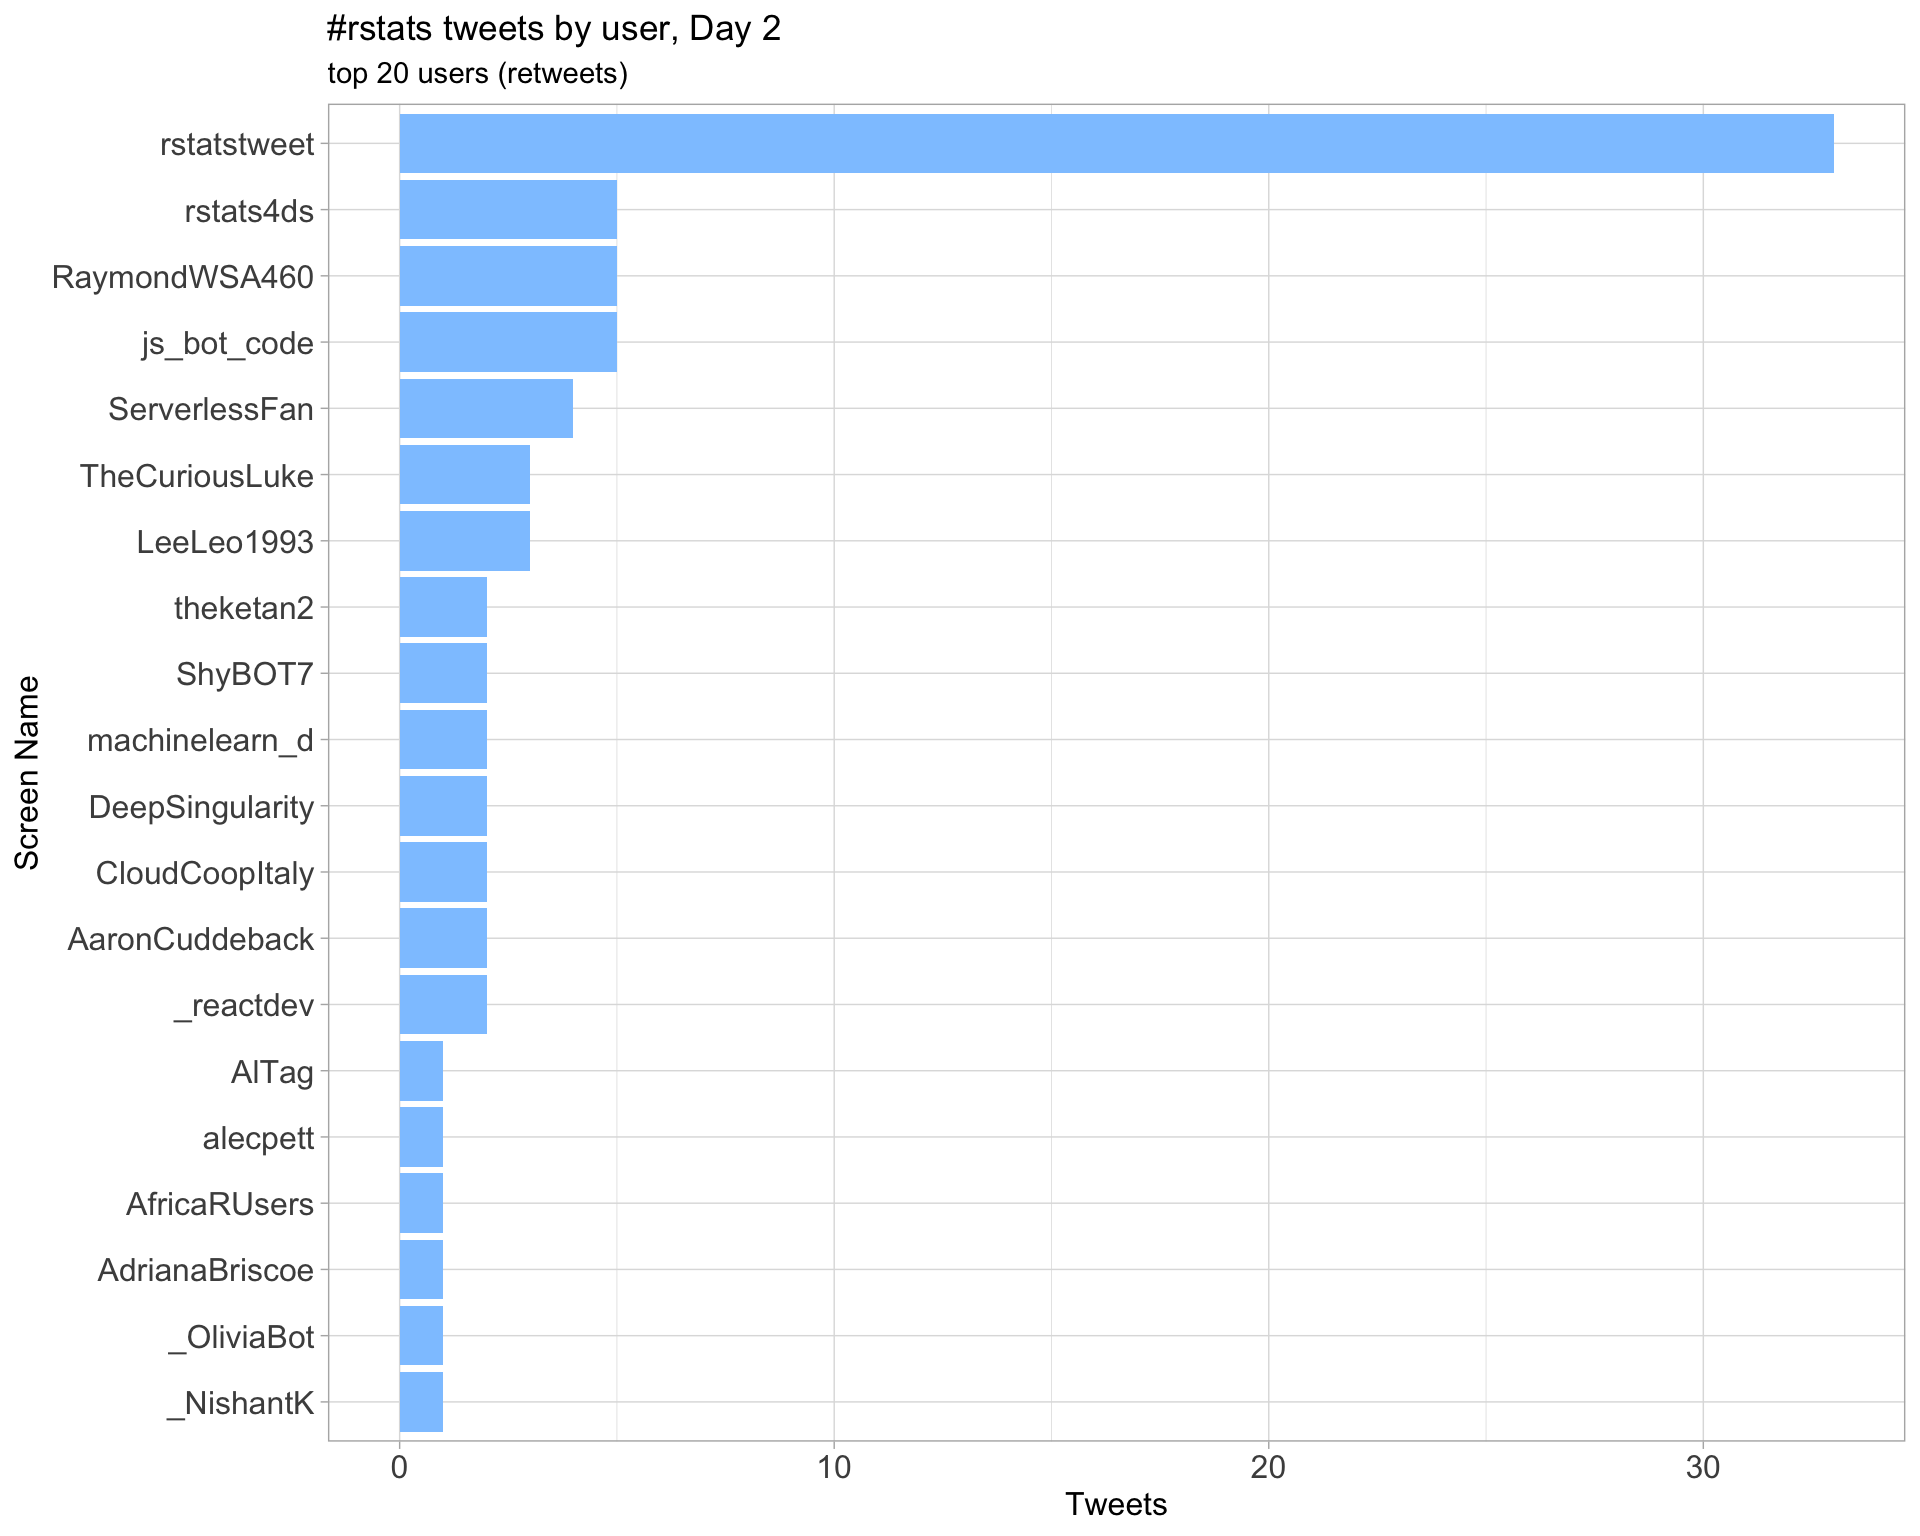 #rstats tweets by user, Day 2
top 20 users (retweets)
rstatstweet
rstats4ds
RaymondWSA460
js_bot_code
ServerlessFan
TheCuriousLuke
LeeLeo1993
theketan2
ShyBOT7
machinelearn_d
DeepSingularity
CloudCoopItaly
AaronCuddeback
_reactdev
AlTag
alecpett
AfricaRUsers
AdrianaBriscoe
_OliviaBot
_NishantK
Screen Name
0 10 20 30
Tweets